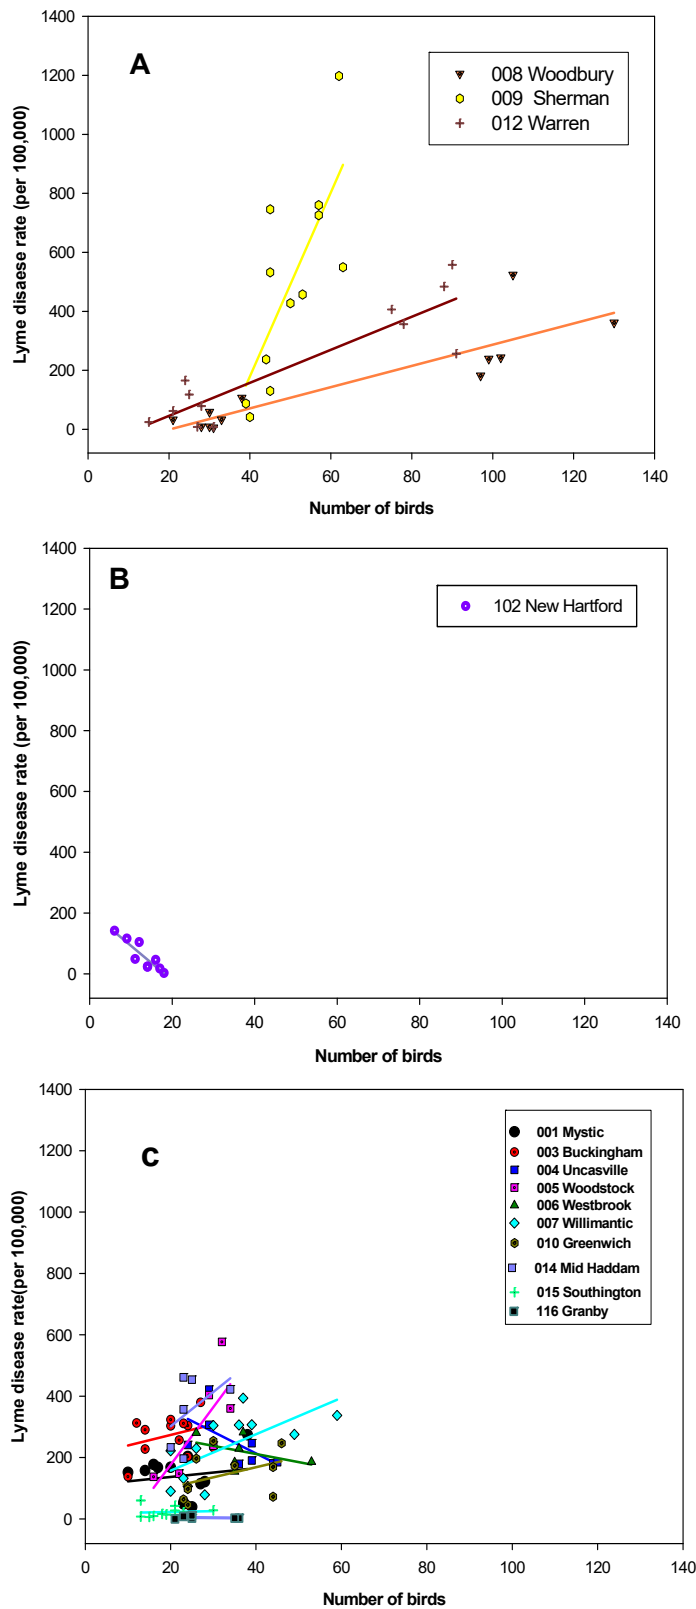 1400
1200
1000
800
600
400
200
0
Lyme disaese rate (per 100,000)
A
008 Woodbury
009 Sherman
012 Warren
0 20 40 60 80 100 120 140
Number of birds
1400
1200
1000
800
600
400
200
0
Lyme disease rate (per 100,000)
B
102 New Hartford
0 20 40 60 80 100 120 140
Number of birds
1400
1200
1000
800
600
400
200
0
Lyme disease rate(per 100,000)
C
001 Mystic
003 Buckingham
004 Uncasville
005 Woodstock
006 Westbrook
007 Willimantic
010 Greenwich
014 Mid Haddam
015 Southington
116 Granby
0 20 40 60 80 100 120 140
Number of birds